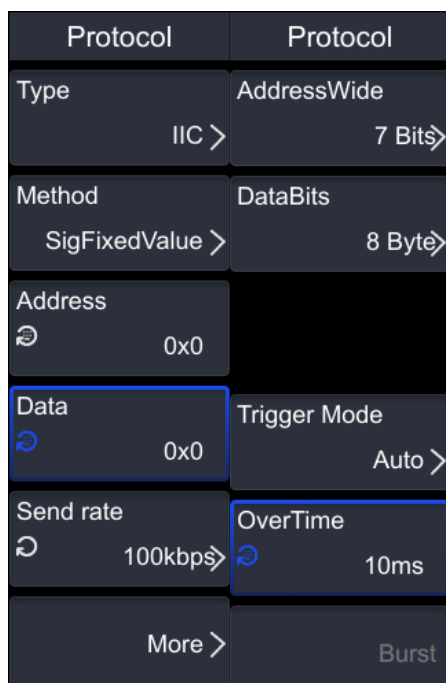 Protocol
Type
IIC
Method
SigFixedValue
Address
0x0
Data
0x0
Send rate
100kbps
More
Protocol
AddressWide
7 Bits
DataBits
8 Byte
Trigger Mode
Auto
OverTime
10ms
Burst